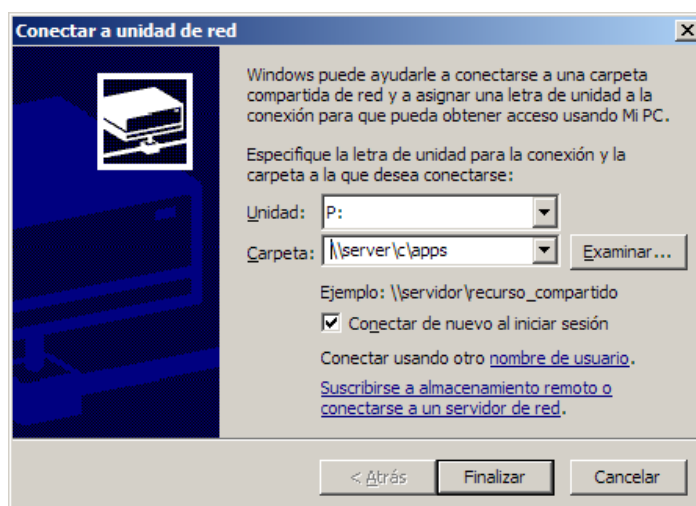 Conectar a unidad de red
Windows puede ayudarle a conectarse a una carpeta
compartida de red y a asignar una letra de unidad a la
conexión para que pueda obtener acceso usando Mi PC.
Especifique la letra de unidad para la conexión y la
carpeta a la que desea conectarse:
Unidad: P:
Carpeta: \\server\c\apps Examinar...
Ejemplo: \\servidor\recurso_compartido
Conectar de nuevo al iniciar sesión
Conectar usando otro nombre de usuario.
Suscribirse a almacenamiento remoto o
conectarse a un servidor de red.
< Atrás Finalizar Cancelar